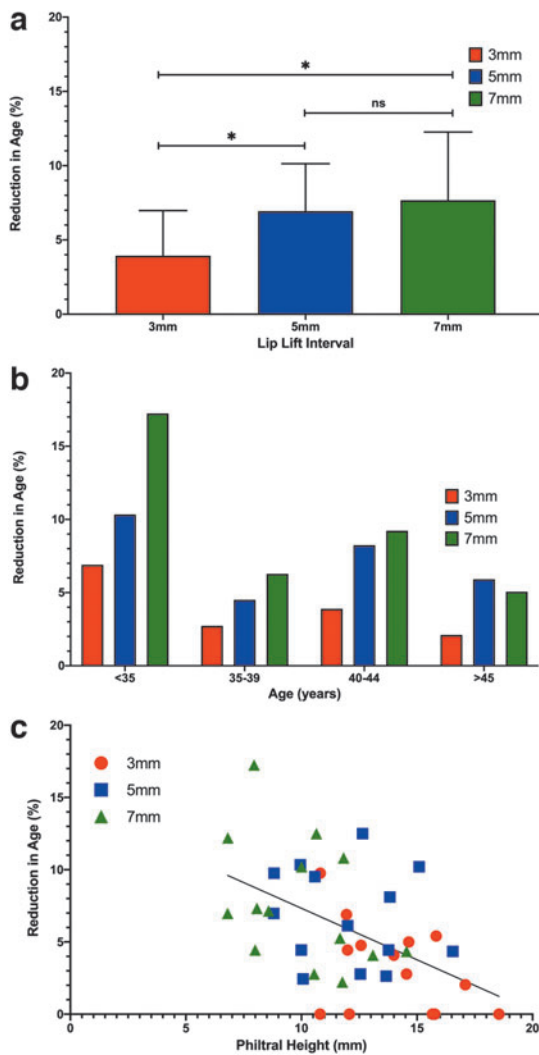 a
Reduction in Age (%)
20
15
10
5
0
*
*
ns
3mm
5mm
7mm
3mm
5mm
7mm
Lip Lift Interval
b
Reduction in Age (%)
20
15
10
5
0
3mm
5mm
7mm
<35
35-39
40-44
>45
Age (years)
c
Reduction in Age (%)
20
15
10
5
0
3mm
5mm
7mm
0
5
10
15
20
Philtral Height (mm)